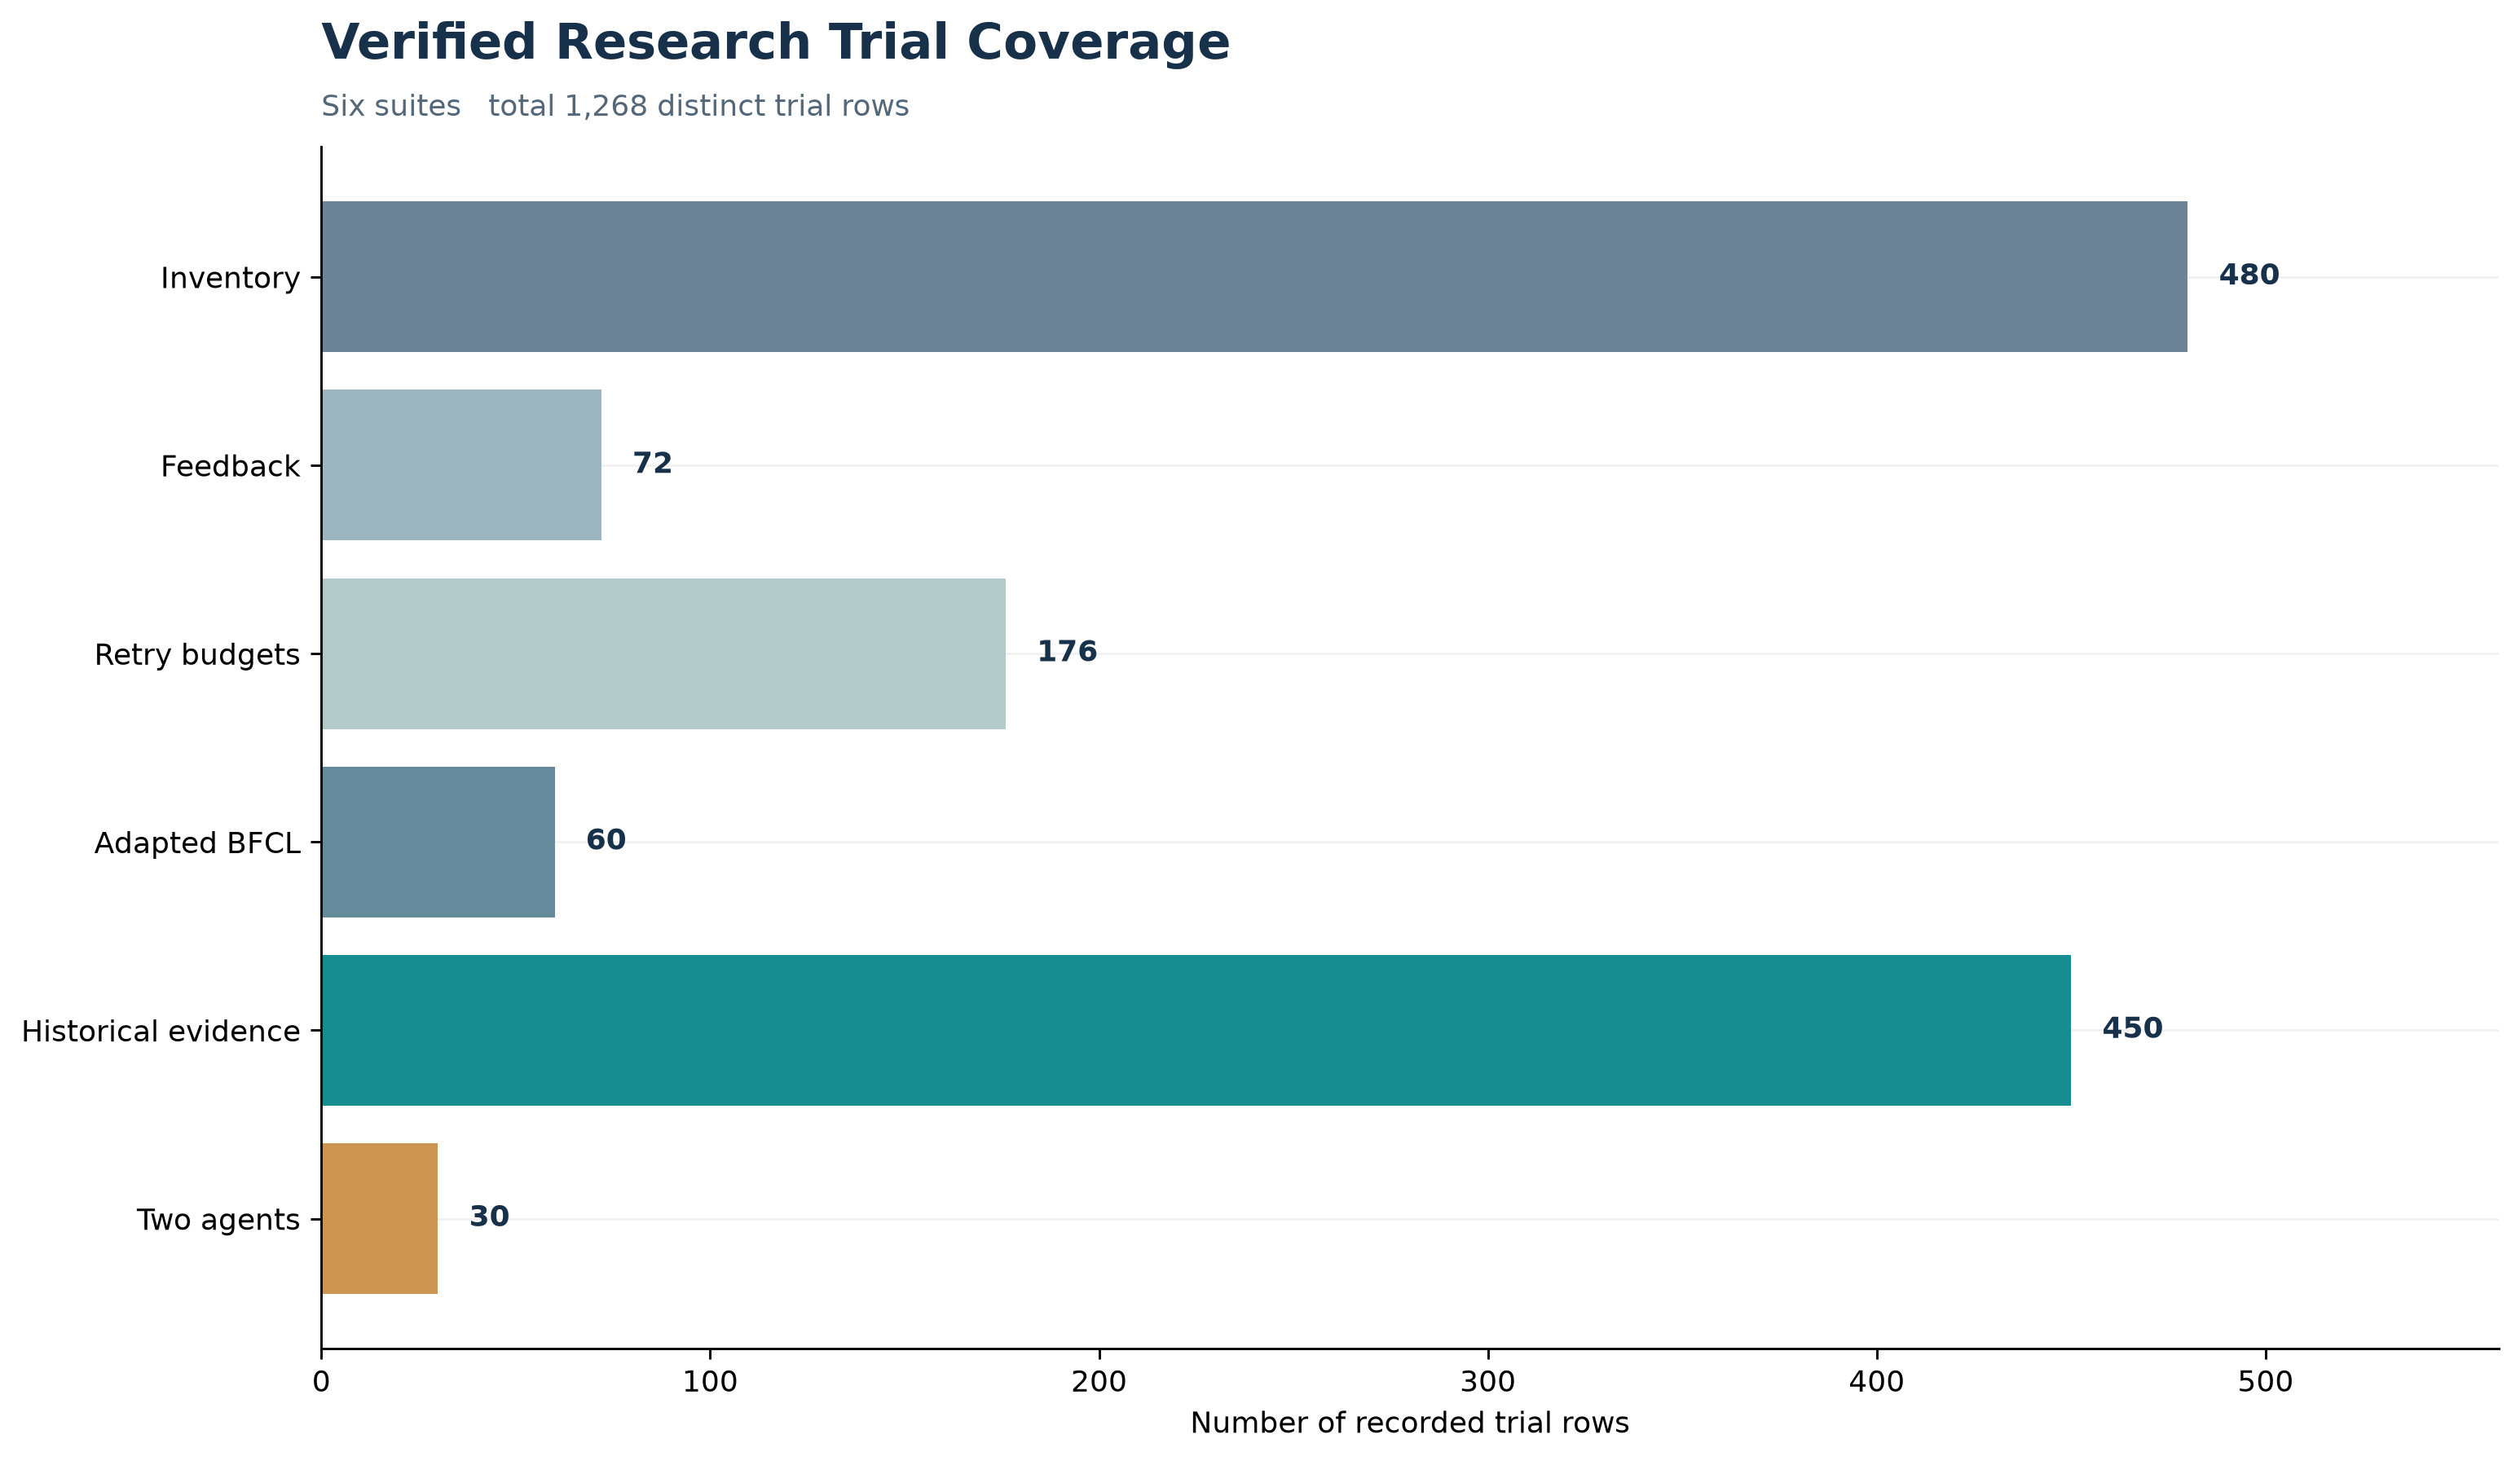 Verified Research Trial Coverage
Six suites   total 1,268 distinct trial rows
Inventory
480
Feedback
72
Retry budgets
176
Adapted BFCL
60
Historical evidence
450
Two agents
30
0
100
200
300
400
500
Number of recorded trial rows